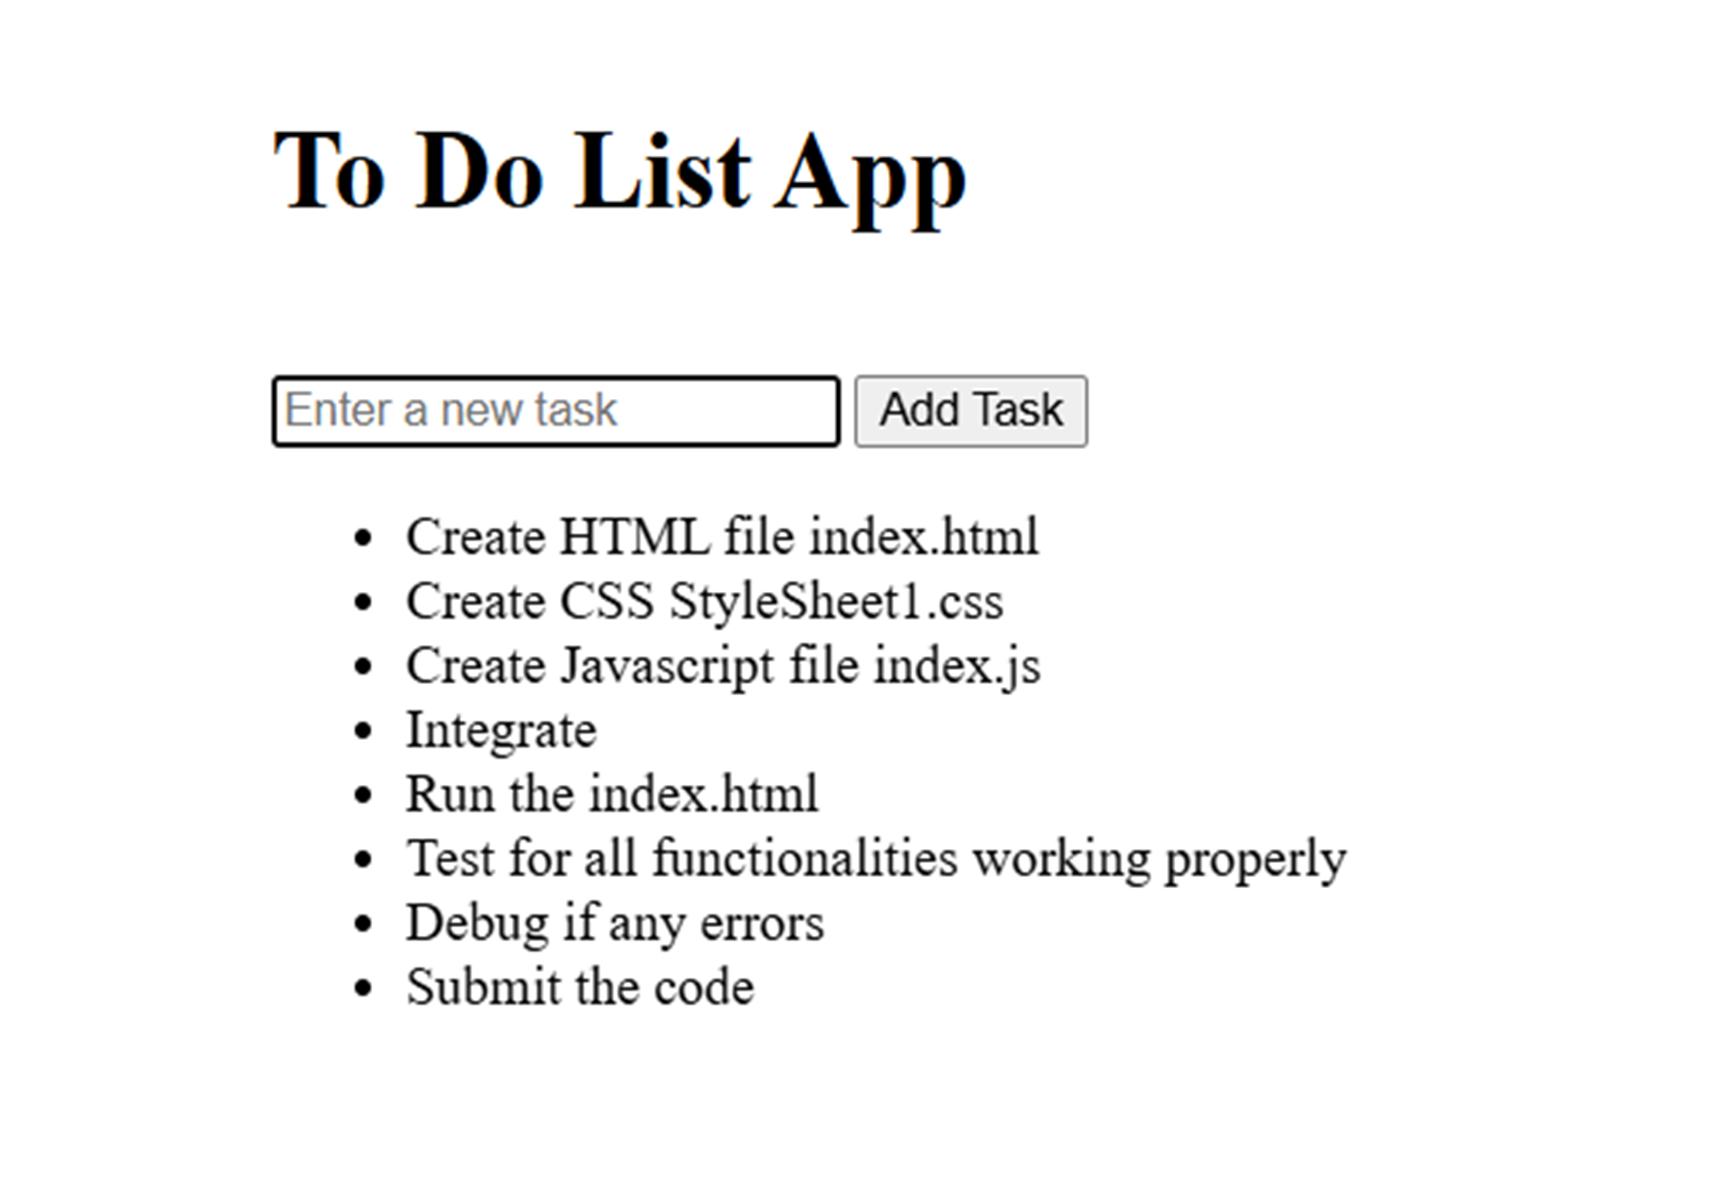 To Do List App
Enter a new task Add Task
Create HTML file index.html
Create CSS StyleSheet1.css
Create Javascript file index.js
Integrate
Run the index.html
Test for all functionalities working properly
Debug if any errors
Submit the code